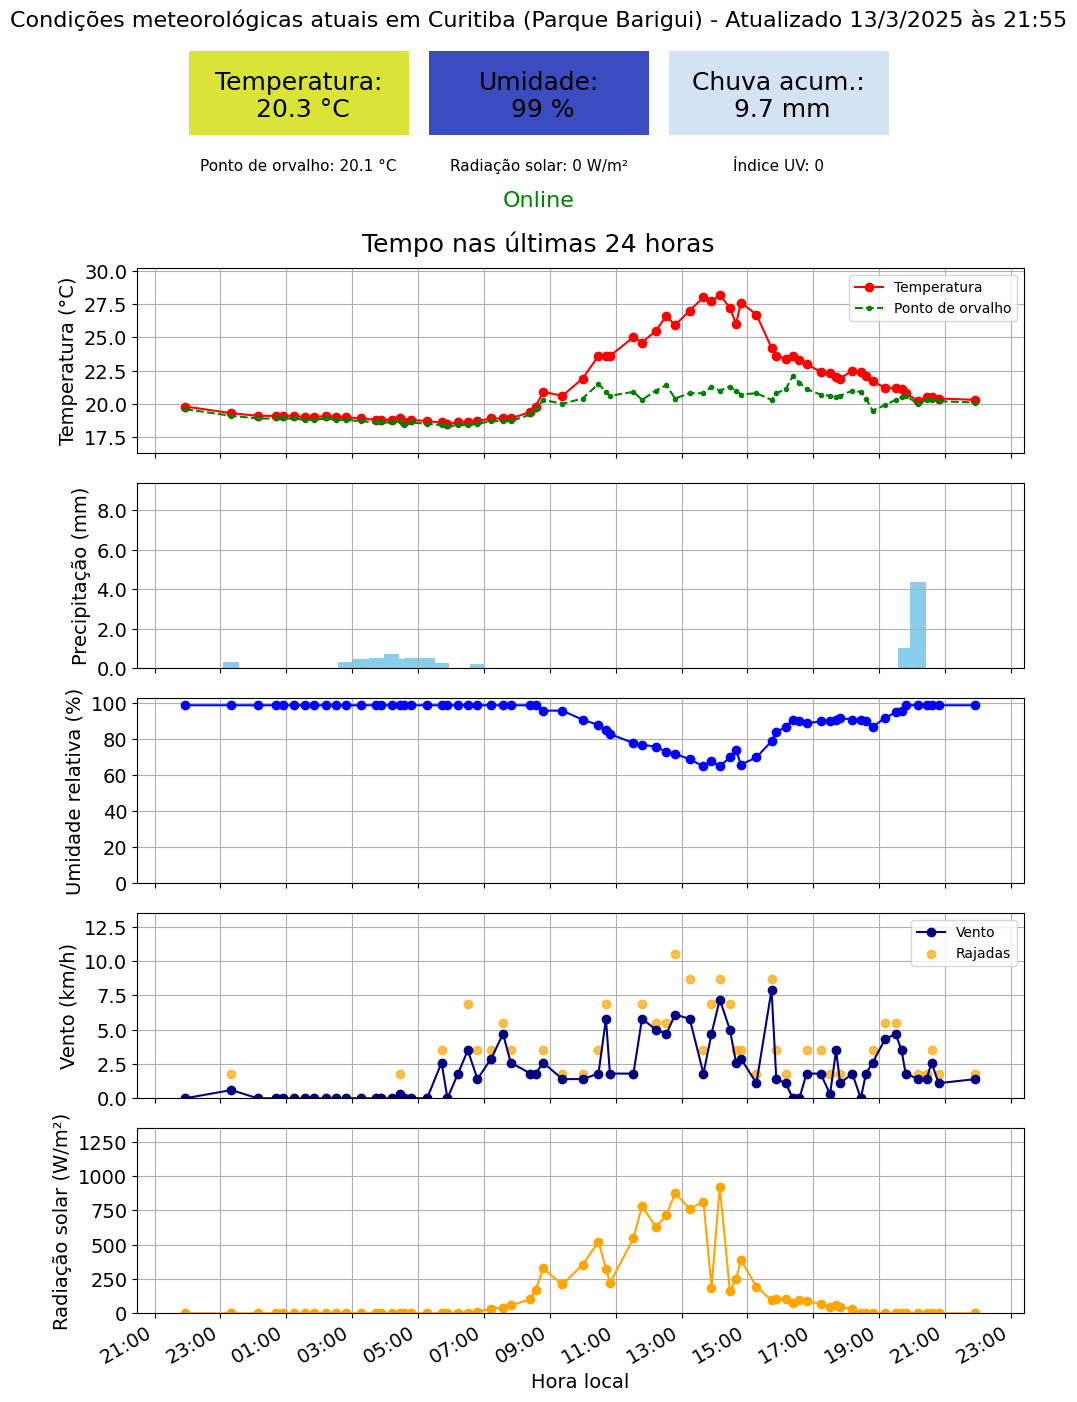 Condições meteorológicas atuais em Curitiba (Parque Barigui) - Atualizado 13/3/2025 às 21:55
Temperatura:
20.3 °C
Umidade:
99 %
Chuva acum.:
9.7 mm
Ponto de orvalho: 20.1 °C
Radiação solar: 0 W/m²
Índice UV: 0
Online
Tempo nas últimas 24 horas
Temperatura (°C)
30.0
27.5
25.0
22.5
20.0
17.5
Temperatura
Ponto de orvalho
Precipitação (mm)
8.0
6.0
4.0
2.0
0.0
Umidade relativa (%)
100
80
60
40
20
0
Vento (km/h)
12.5
10.0
7.5
5.0
2.5
0.0
Vento
Rajadas
Radiação solar (W/m²)
1250
1000
750
500
250
0
21:00
23:00
01:00
03:00
05:00
07:00
09:00
11:00
13:00
15:00
17:00
19:00
21:00
23:00
Hora local